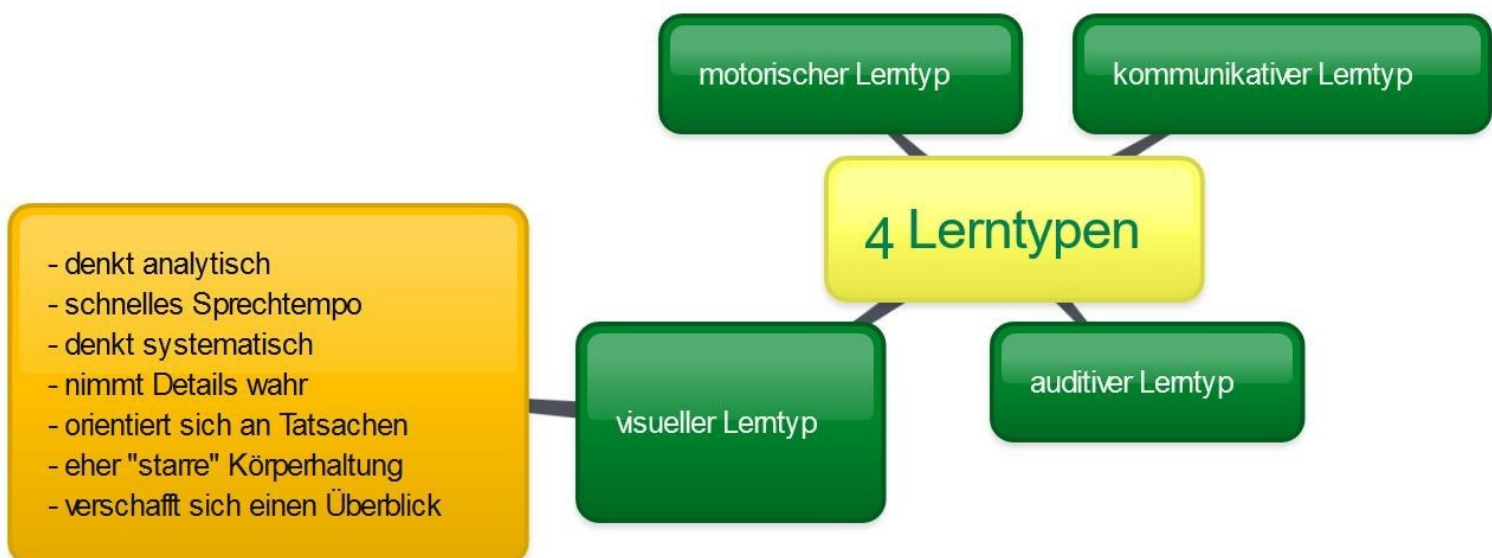 motorischer Lerntyp
kommunikativer Lerntyp
4 Lerntypen
- denkt analytisch
- schnelles Sprechtempo
- denkt systematisch
- nimmt Details wahr
- orientiert sich an Tatsachen
- eher "starre" Körperhaltung
- verschafft sich einen Überblick
visueller Lerntyp
auditiver Lerntyp